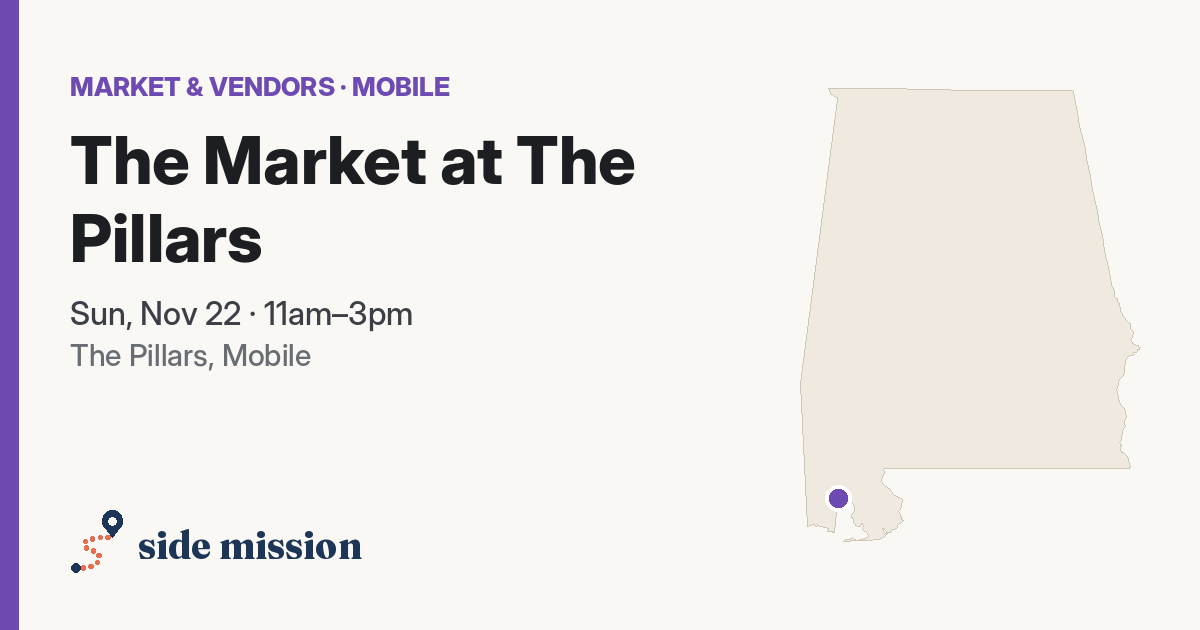 MARKET & VENDORS · MOBILE
The Market at The
Pillars
Sun, Nov 22 · 11am–3pm
The Pillars, Mobile
side mission